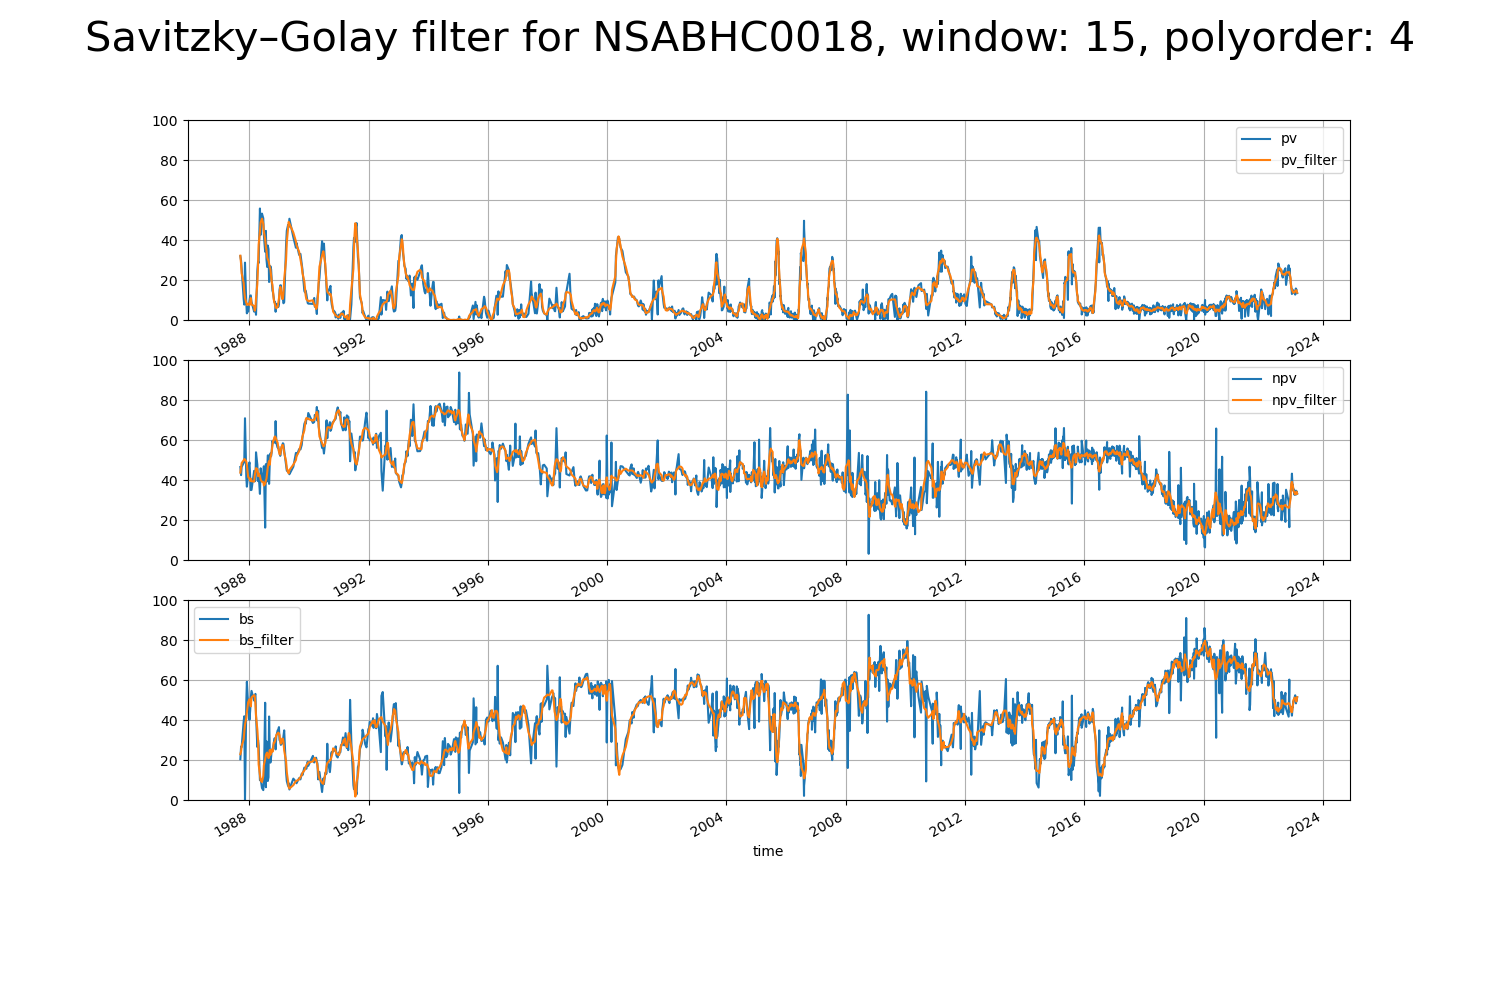 Savitzky–Golay filter for NSABHC0018, window: 15, polyorder: 4
100
80
60
40
20
0
pv
pv_filter
1988 1992 1996 2000 2004 2008 2012 2016 2020 2024
100
80
60
40
20
0
npv
npv_filter
1988 1992 1996 2000 2004 2008 2012 2016 2020 2024
100
80
60
40
20
0
bs
bs_filter
1988 1992 1996 2000 2004 2008 2012 2016 2020 2024
time